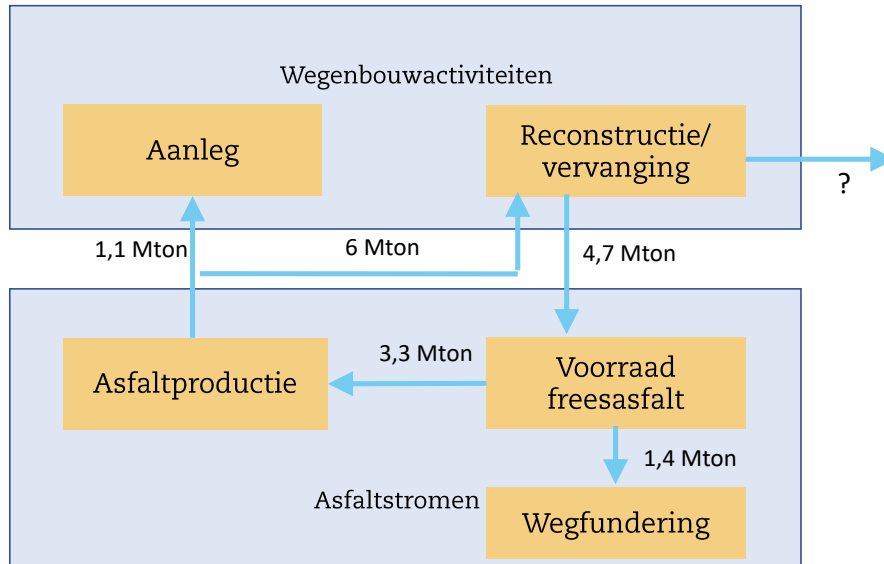 Wegenbouwactiviteiten
Aanleg
Reconstructie/
vervanging
?
1,1 Mton
6 Mton
4,7 Mton
Asfaltproductie
3,3 Mton
Voorraad
freesasfalt
1,4 Mton
Asfaltstromen
Wegfundering